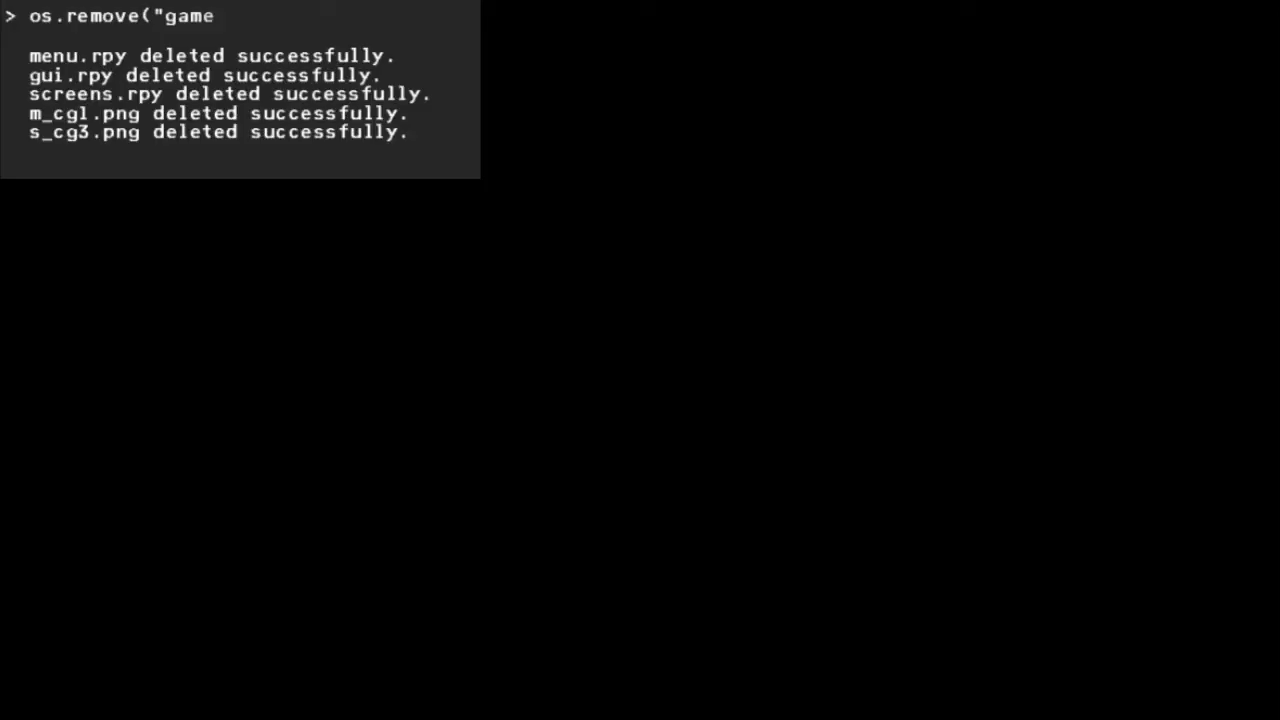 > os.remove("game
menu.rpy deleted successfully.
gui.rpy deleted successfully.
screens.rpy deleted successfully.
m_cg1.png deleted successfully.
s_cg3.png deleted successfully.